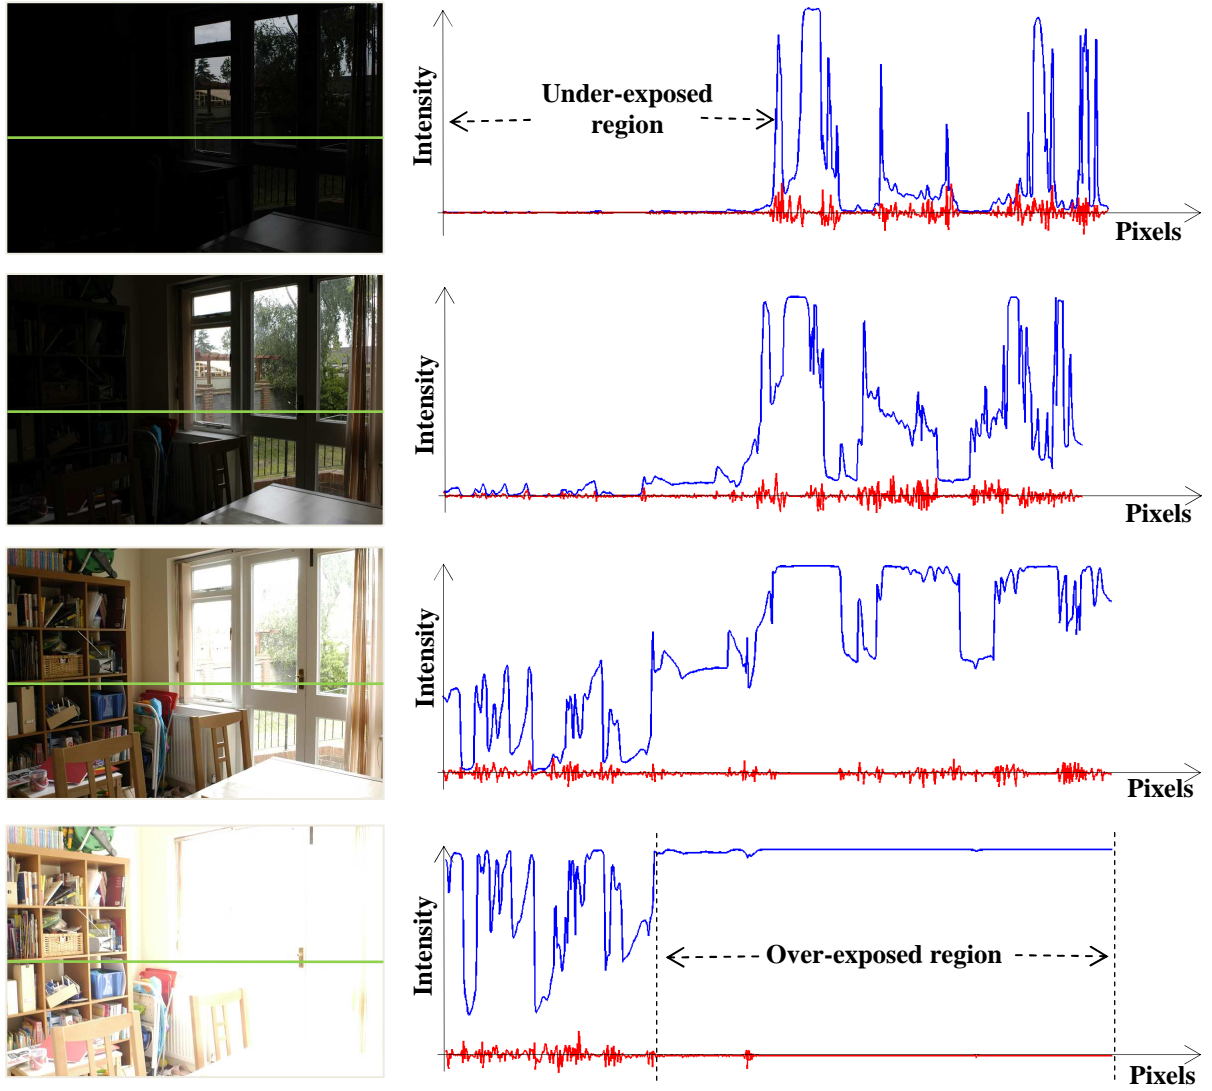 Intensity
Under-exposed
region
Pixels
Intensity
Pixels
Intensity
Pixels
Intensity
Over-exposed region
Pixels